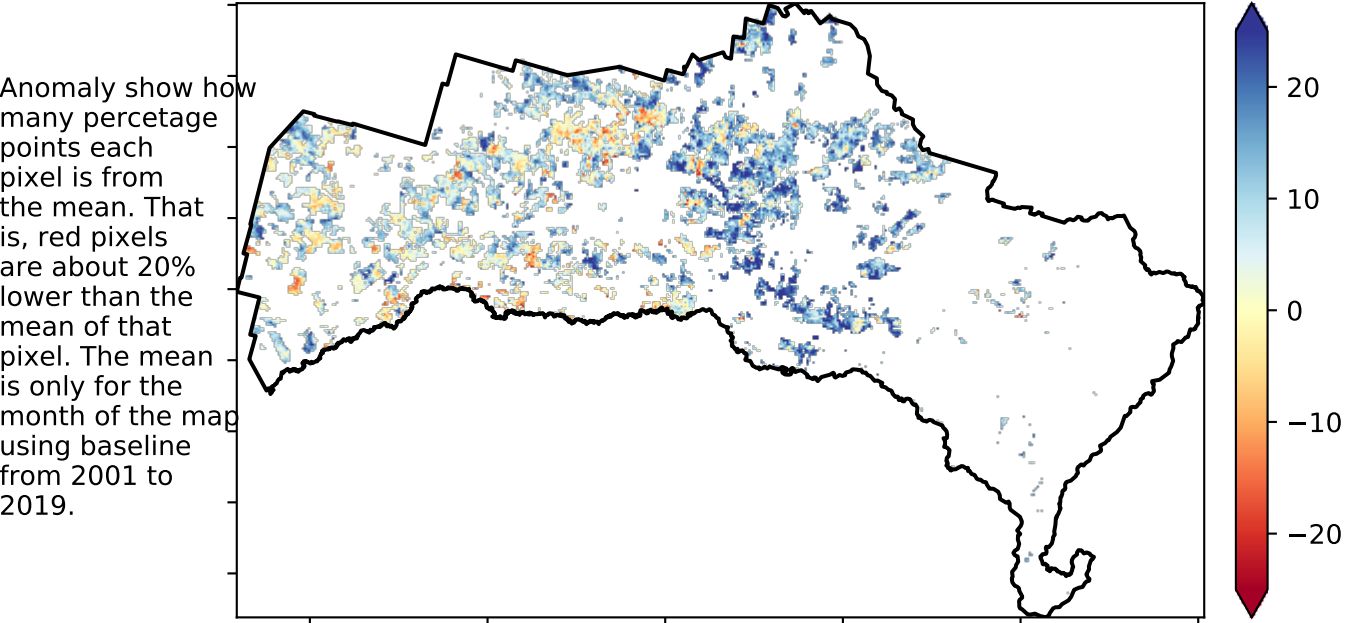 Anomaly show how
many percetage
points each
pixel is from
the mean. That
is, red pixels
are about 20%
lower than the
mean of that
pixel. The mean
is only for the
month of the map
using baseline
from 2001 to
2019.
20
10
0
−10
−20